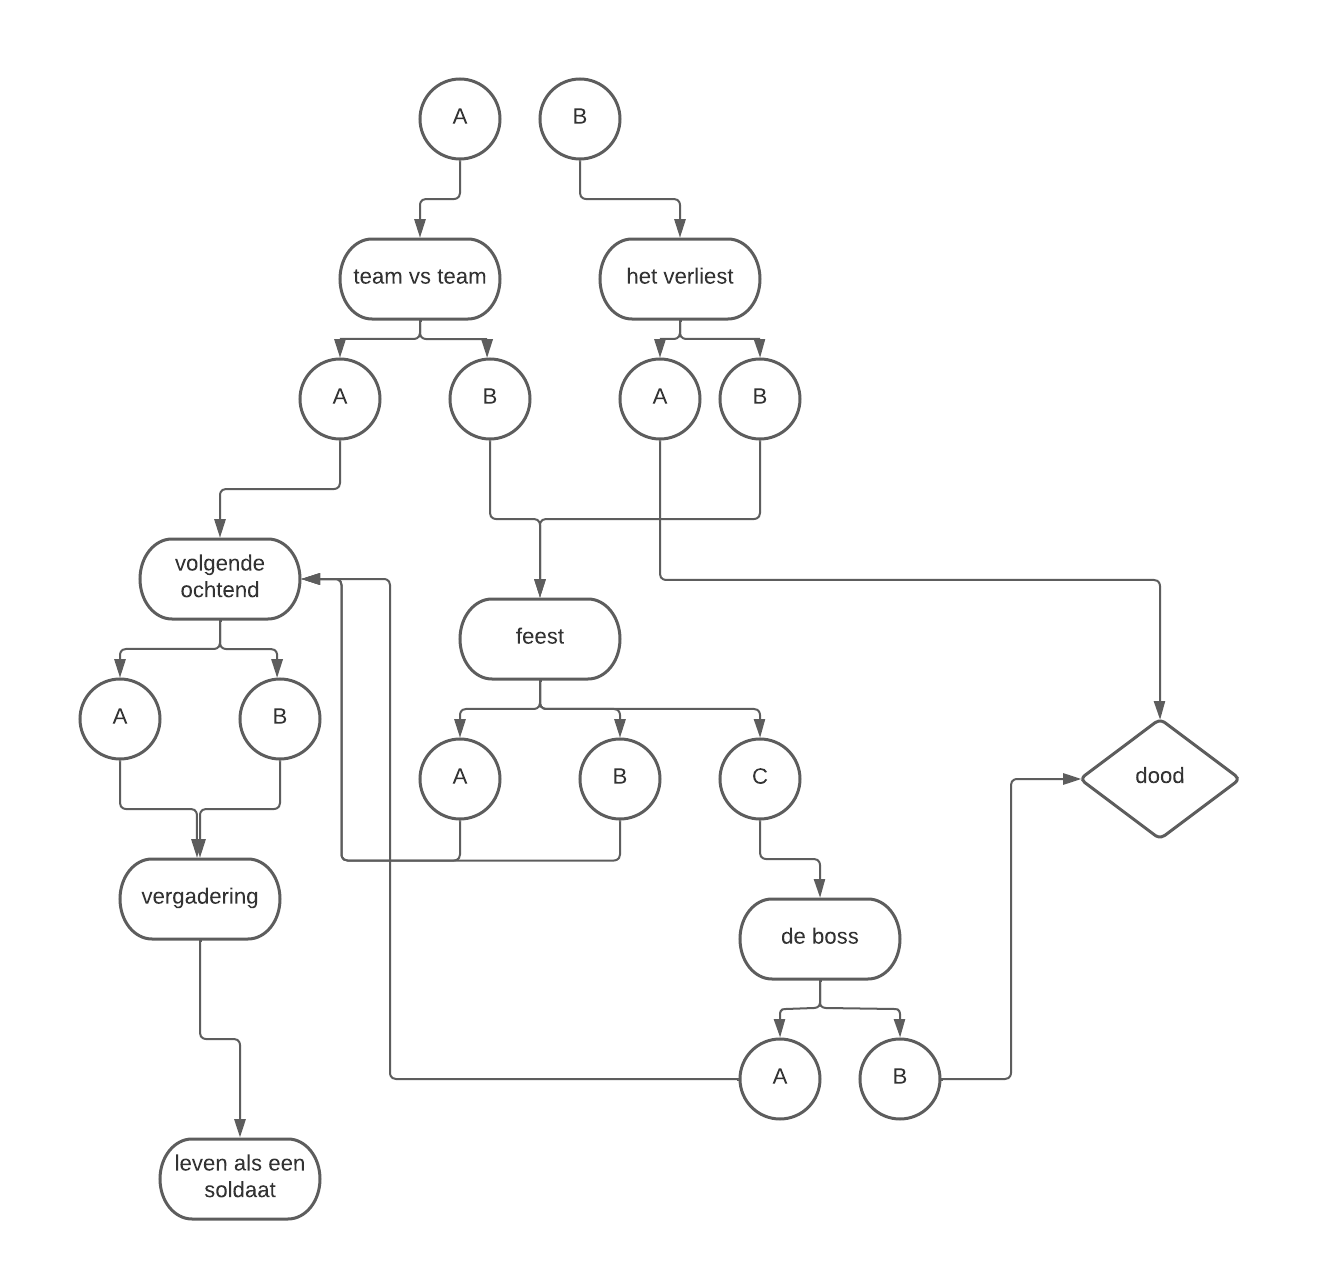 A
B
team vs team
het verliest
A
B
A
B
volgende
ochtend
feest
A
B
A
B
C
dood
vergadering
de boss
A
B
leven als een
soldaat